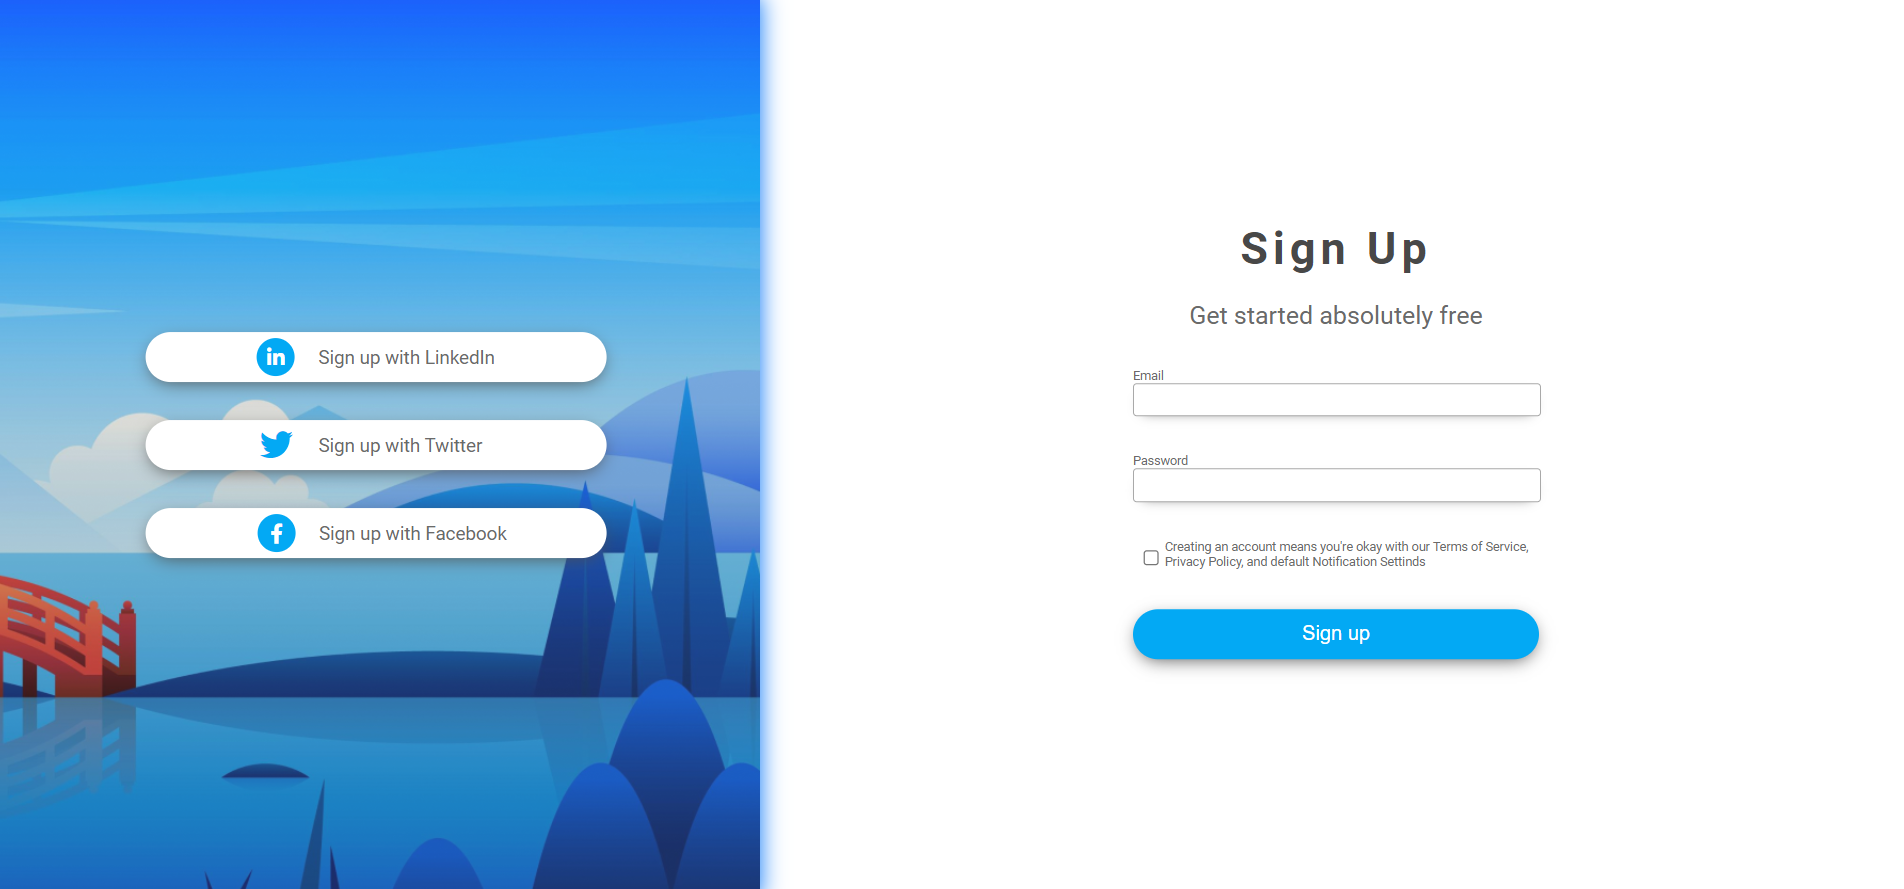 Sign up with LinkedIn
Sign up with Twitter
Sign up with Facebook
Sign Up
Get started absolutely free
Email
Password
Creating an account means you're okay with our Terms of Service,
Privacy Policy, and default Notification Settinds
Sign up